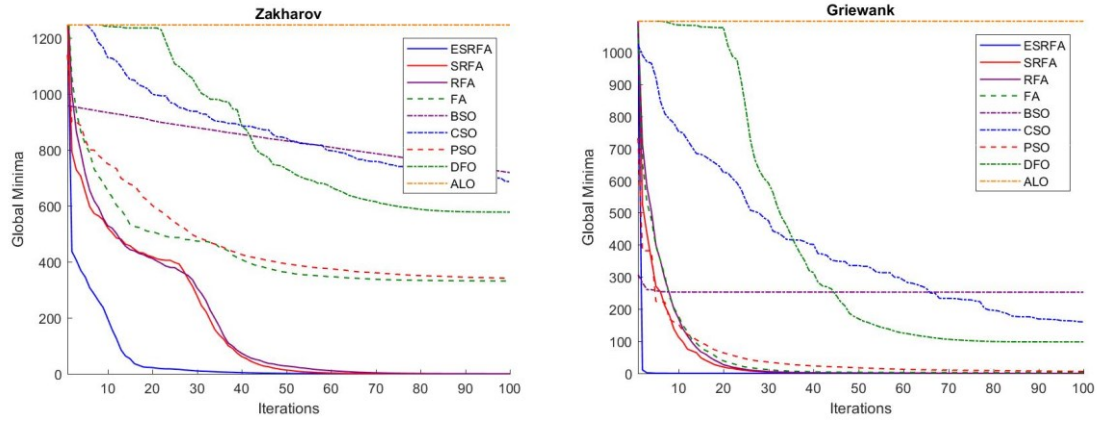 Zakharov
1200
1000
800
600
400
200
0
Global Minima
10 20 30 40 50 60 70 80 90 100
Iterations
ESRFA
SRFA
RFA
FA
BSO
CSO
PSO
DFO
ALO
Griewank
1000
900
800
700
600
500
400
300
200
100
0
Global Minima
10 20 30 40 50 60 70 80 90 100
Iterations
ESRFA
SRFA
RFA
FA
BSO
CSO
PSO
DFO
ALO